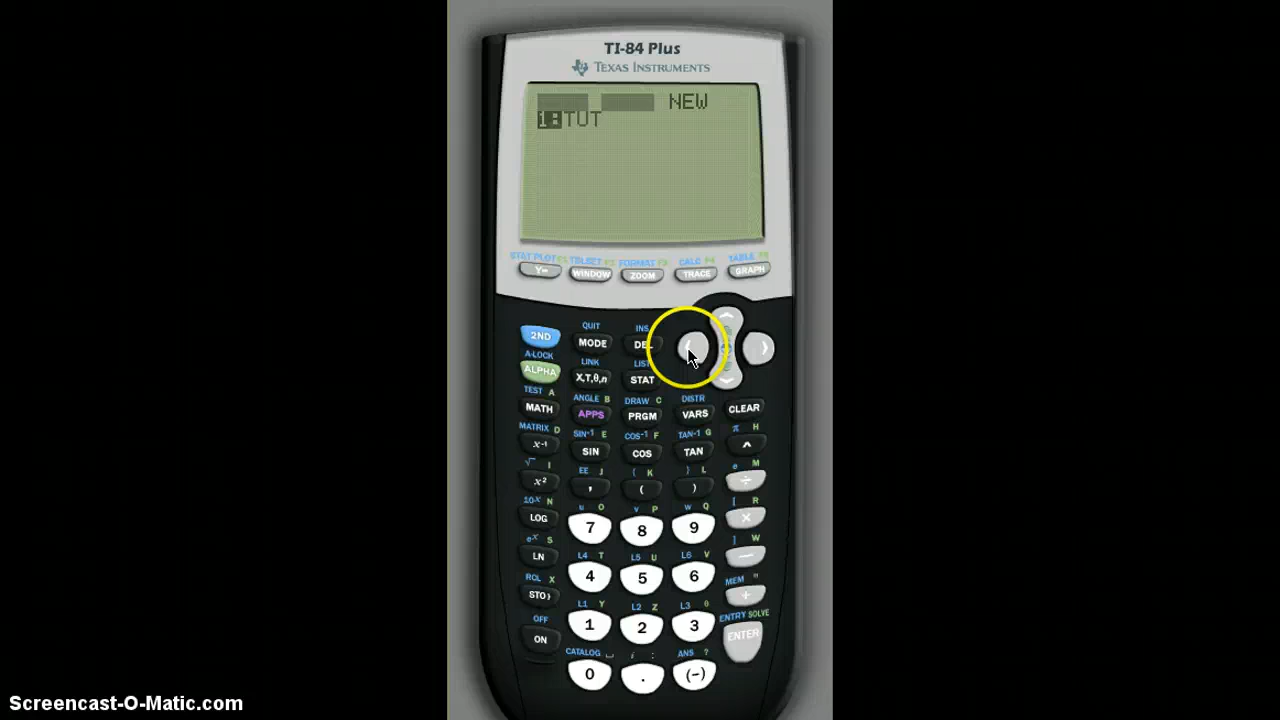 TI-84 Plus
TEXAS INSTRUMENTS
NEW
1:TUT
STAT PLOT F1 TBLSET F2 FORMAT F3 CALC F4 TABLE F5
Y= WINDOW ZOOM TRACE GRAPH
QUIT INS
2ND MODE DEL
A-LOCK LINK LIST
ALPHA X,T,θ,n STAT
TEST A ANGLE B DRAW C DISTR
MATH APPS PRGM VARS CLEAR
MATRIX D SIN-1 E COS-1 F TAN-1 G π H
x-1 SIN COS TAN ^
√ I EE J { K } L e M
x2 , ( ) ÷
10x N u O v P w Q [ R
LOG 7 8 9 ×
ex S L4 T L5 U L6 V ] W
LN 4 5 6 −
RCL X L1 Y L2 Z L3 θ MEM "
STO› 1 2 3 +
OFF CATALOG i : ANS ? ENTRY SOLVE
ON 0 . (-) ENTER
Screencast-O-Matic.com